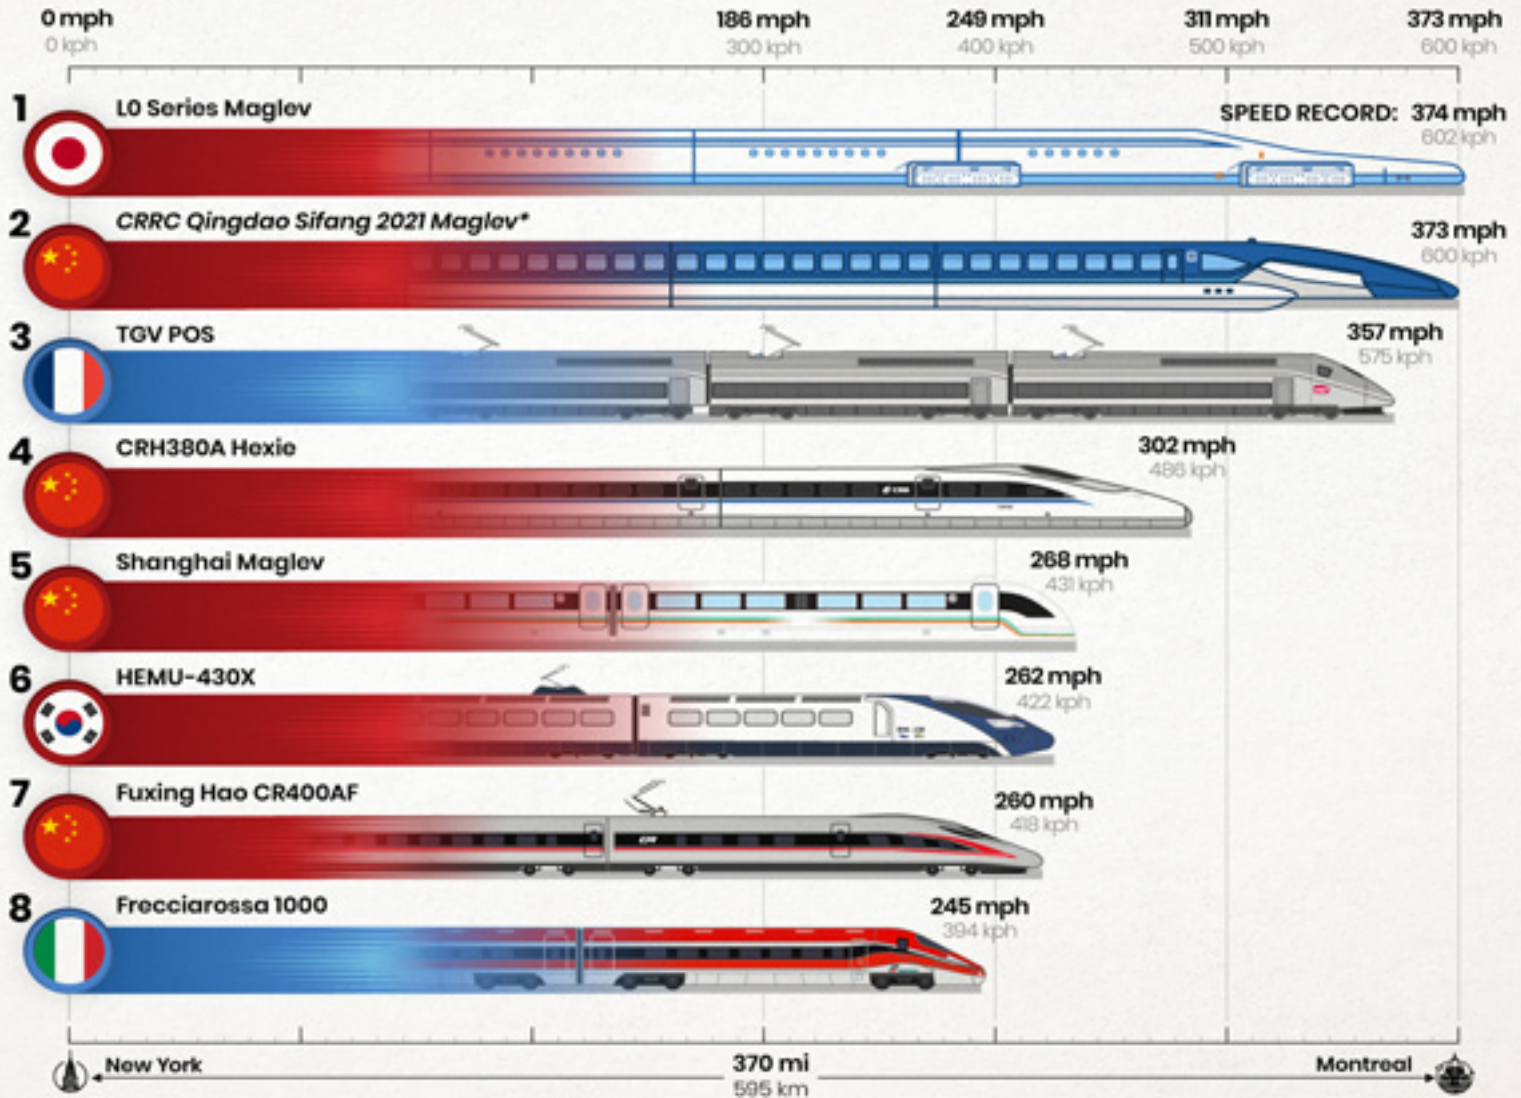 0 mph 186 mph 249 mph 311 mph 373 mph
0 kph 300 kph 400 kph 500 kph 600 kph
1 L0 Series Maglev SPEED RECORD: 374 mph
602 kph
2 CRRC Qingdao Sifang 2021 Maglev* 373 mph
600 kph
3 TGV POS 357 mph
575 kph
4 CRH380A Hexie 302 mph
486 kph
5 Shanghai Maglev 268 mph
431 kph
6 HEMU-430X 262 mph
422 kph
7 Fuxing Hao CR400AF 260 mph
418 kph
8 Frecciarossa 1000 245 mph
394 kph
New York 370 mi Montreal
595 km